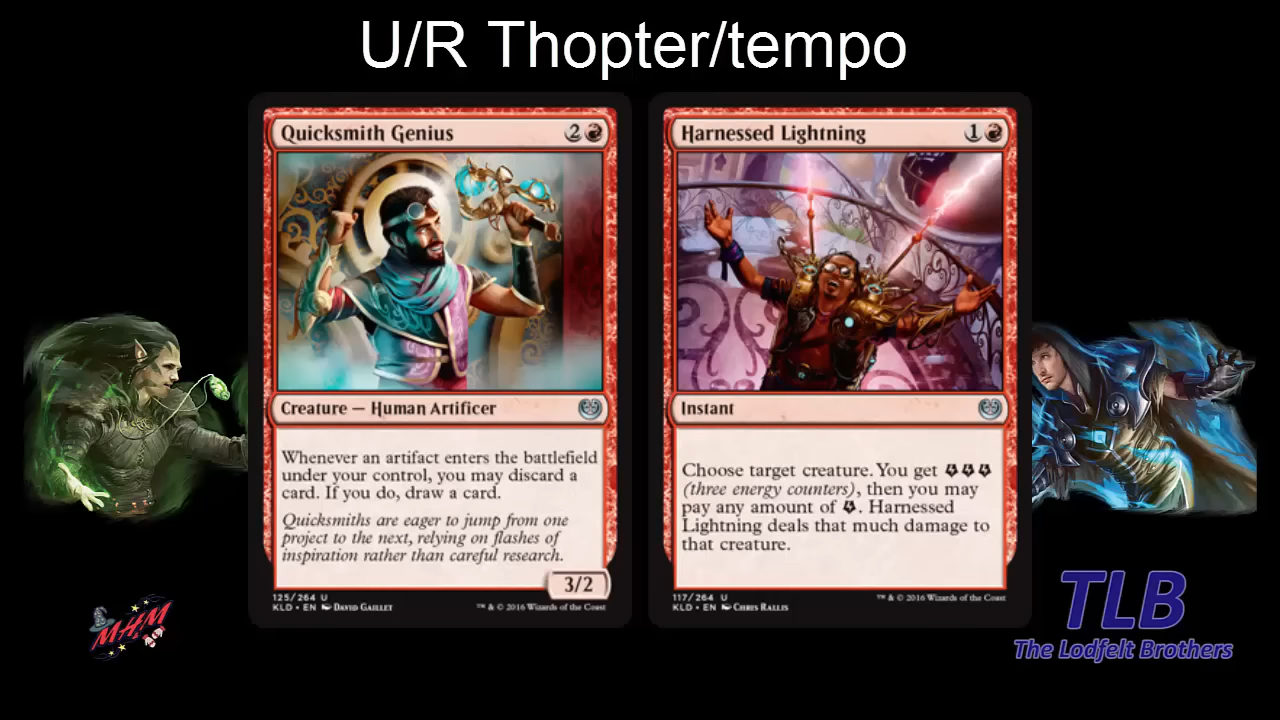 U/R Thopter/tempo
Quicksmith Genius 2
Creature — Human Artificer
Whenever an artifact enters the battlefield
under your control, you may discard a
card. If you do, draw a card.
Quicksmiths are eager to jump from one
project to the next, relying on flashes of
inspiration rather than careful research.
3/2
125/264 U
KLD • EN DAVID GAILLET
™ & © 2016 Wizards of the Coast
Harnessed Lightning 1
Instant
Choose target creature. You get
(three energy counters), then you may
pay any amount of . Harnessed
Lightning deals that much damage to
that creature.
117/264 U
KLD • EN CHRIS RALLIS
™ & © 2016 Wizards of the Coast
MHM
TLB
The Lodfelt Brothers